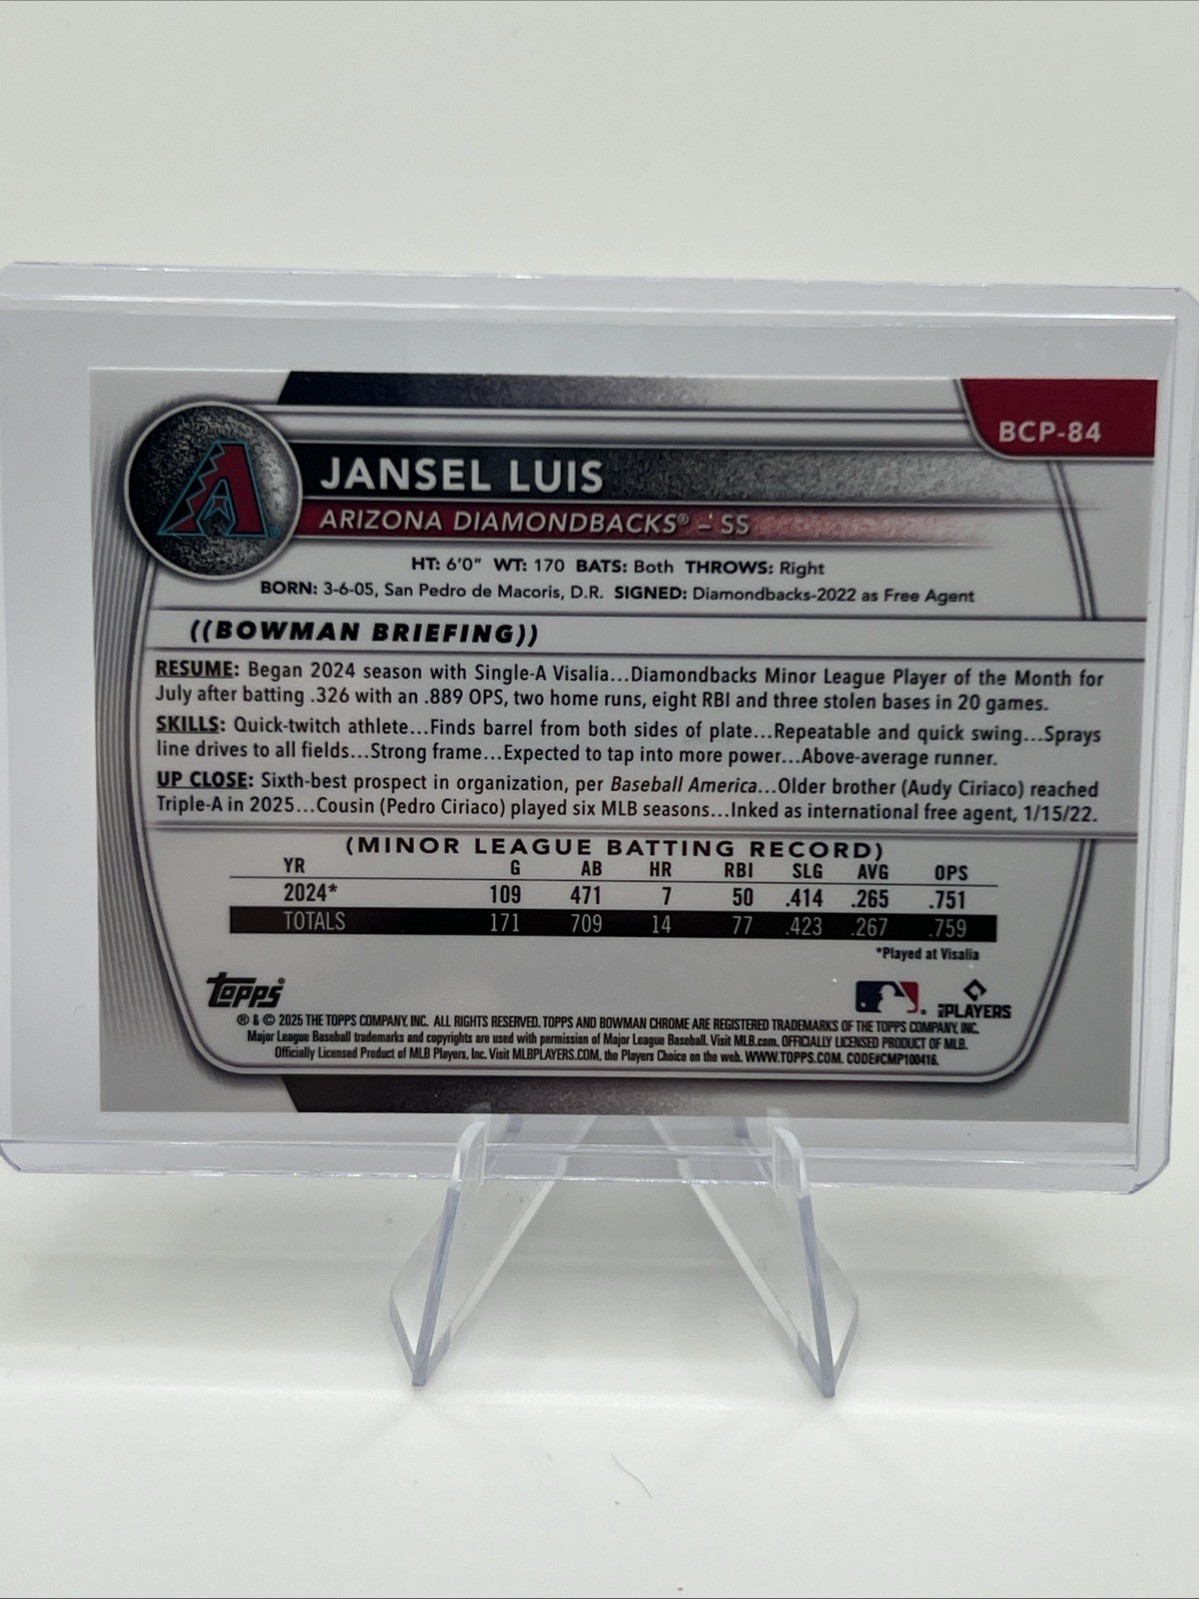 BCP-84
JANSEL LUIS
ARIZONA DIAMONDBACKS® - SS
HT: 6'0" WT: 170 BATS: Both THROWS: Right
BORN: 3-6-05, San Pedro de Macoris, D.R. SIGNED: Diamondbacks-2022 as Free Agent
((BOWMAN BRIEFING))
RESUME: Began 2024 season with Single-A Visalia...Diamondbacks Minor League Player of the Month for
July after batting .326 with an .889 OPS, two home runs, eight RBI and three stolen bases in 20 games.
SKILLS: Quick-twitch athlete...Finds barrel from both sides of plate...Repeatable and quick swing...Sprays
line drives to all fields...Strong frame...Expected to tap into more power...Above-average runner.
UP CLOSE: Sixth-best prospect in organization, per Baseball America...Older brother (Audy Ciriaco) reached
Triple-A in 2025...Cousin (Pedro Ciriaco) played six MLB seasons...Inked as international free agent, 1/15/22.
(MINOR LEAGUE BATTING RECORD)
YR G AB HR RBI SLG AVG OPS
2024* 109 471 7 50 .414 .265 .751
TOTALS 171 709 14 77 .423 .267 .759
*Played at Visalia
Topps
MLB PLAYERS
® & © 2025 THE TOPPS COMPANY, INC. ALL RIGHTS RESERVED. TOPPS AND BOWMAN CHROME ARE REGISTERED TRADEMARKS OF THE TOPPS COMPANY, INC.
Major League Baseball trademarks and copyrights are used with permission of Major League Baseball. Visit MLB.com. OFFICIALLY LICENSED PRODUCT OF MLB.
Officially Licensed Product of MLB Players, Inc. Visit MLBPLAYERS.COM, the Players Choice on the web. WWW.TOPPS.COM. CODE#CMP100416.